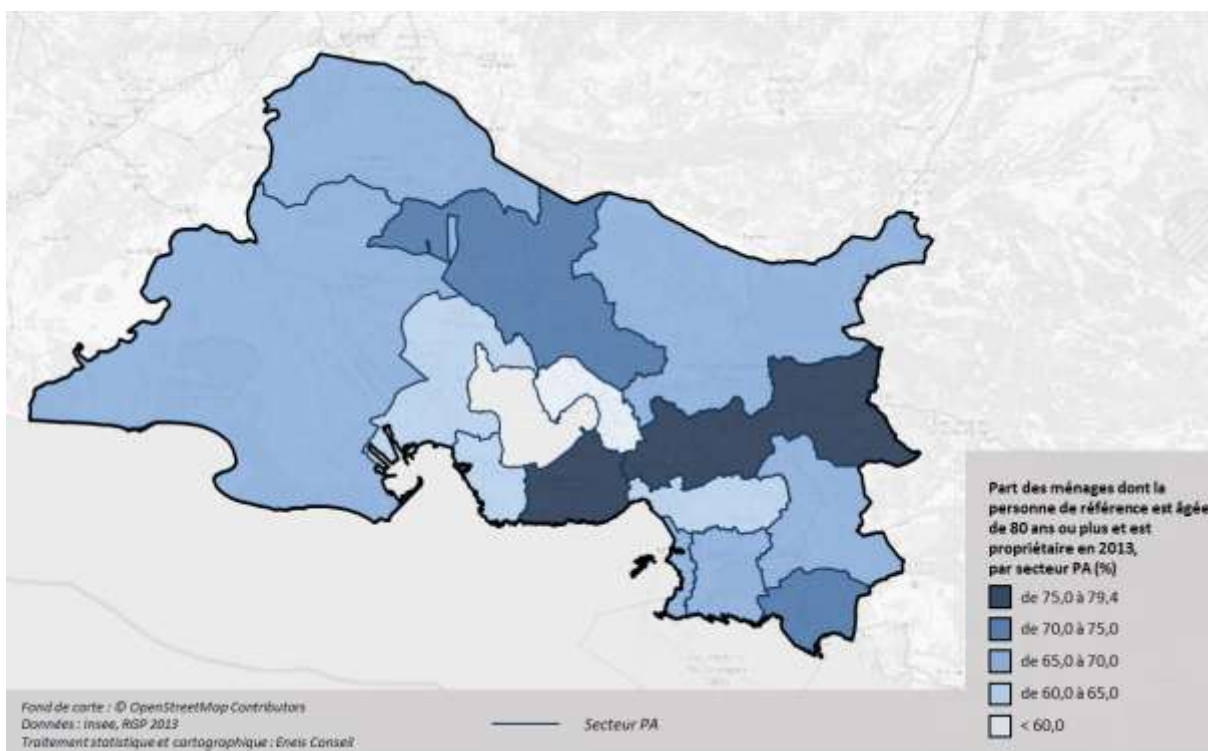 Part des ménages dont la
personne de référence est âgée
de 80 ans ou plus et est
propriétaire en 2013,
par secteur PA (%)
de 75,0 à 79,4
de 70,0 à 75,0
de 65,0 à 70,0
de 60,0 à 65,0
< 60,0
Fond de carte : © OpenStreetMap Contributors
Données : Insee, RGP 2013
Traitement statistique et cartographique : Eneis Conseil
Secteur PA